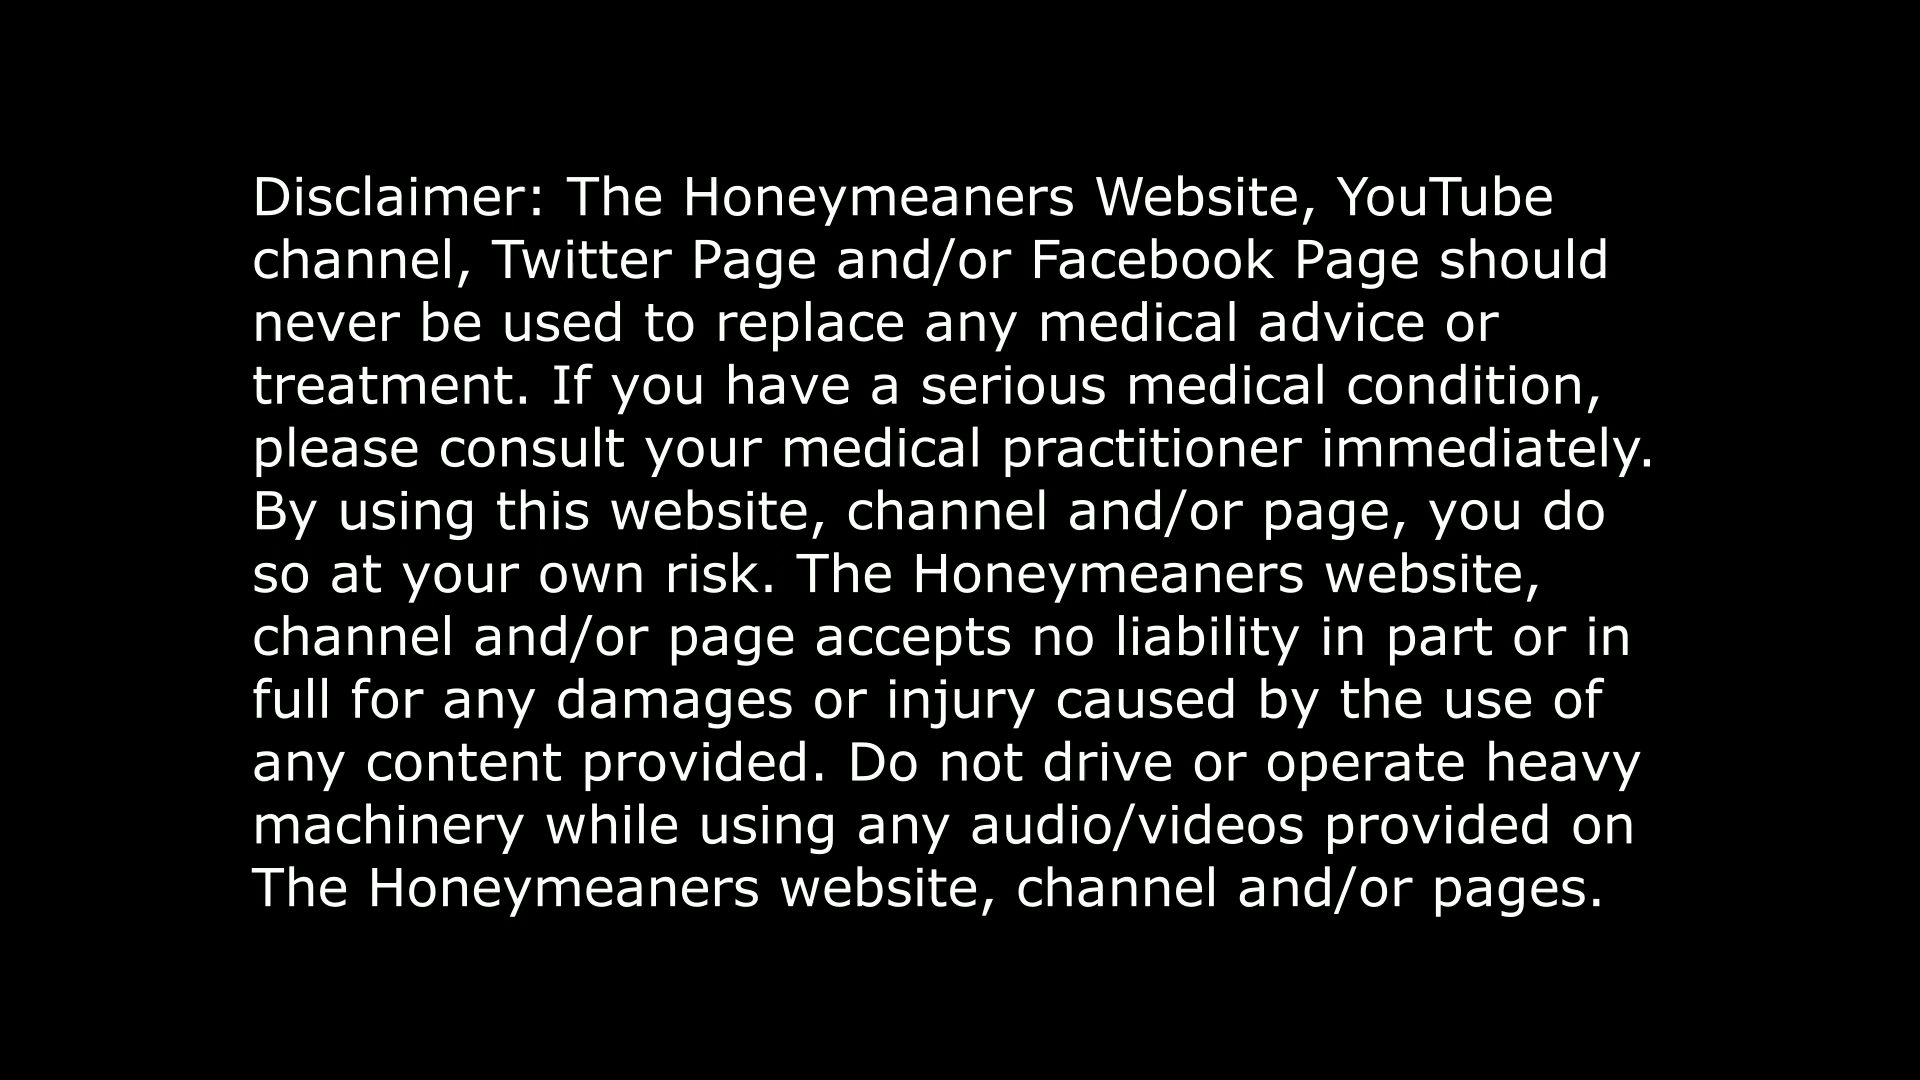 Disclaimer: The Honeymeaners Website, YouTube
channel, Twitter Page and/or Facebook Page should
never be used to replace any medical advice or
treatment. If you have a serious medical condition,
please consult your medical practitioner immediately.
By using this website, channel and/or page, you do
so at your own risk. The Honeymeaners website,
channel and/or page accepts no liability in part or in
full for any damages or injury caused by the use of
any content provided. Do not drive or operate heavy
machinery while using any audio/videos provided on
The Honeymeaners website, channel and/or pages.